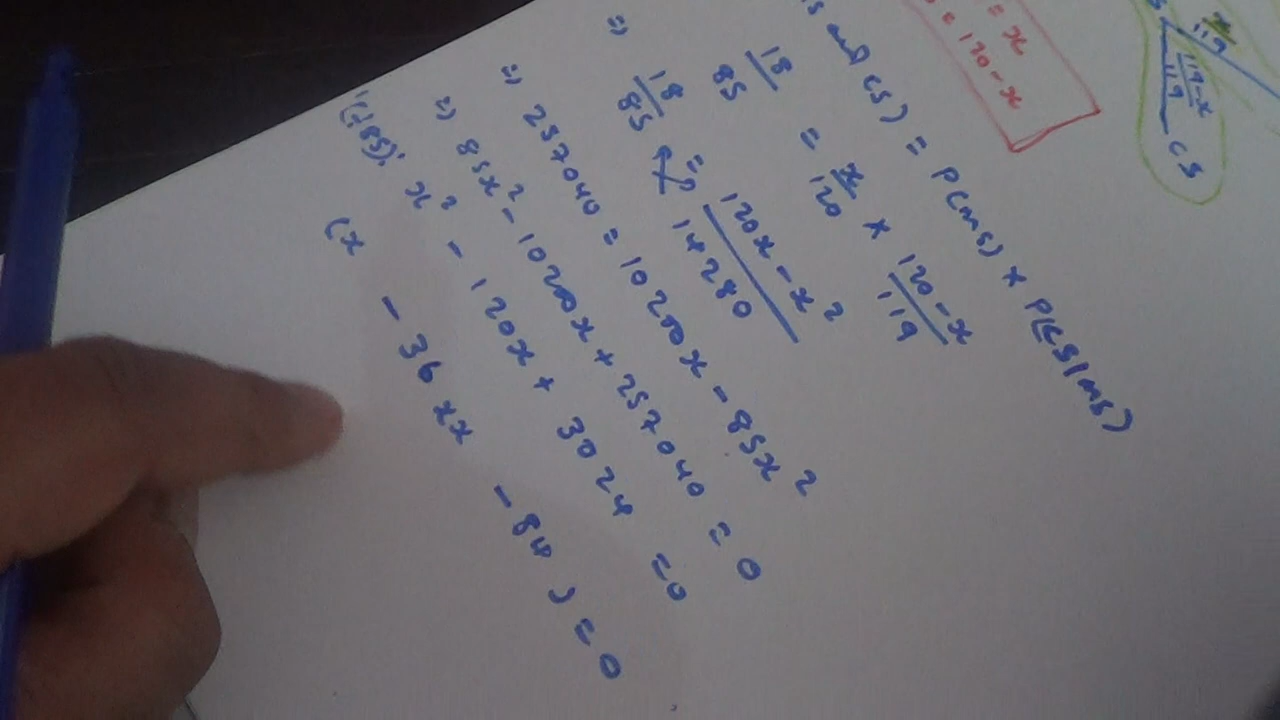 = x
= 120 - x
x/119
119-x/119
CS
and CS) = P(MS) × P(CS|MS)
18/85 = x/120 × 120-x/119
=) 18/85 = 120x - x²/14280
=) 257040 = 10200x - 85x²
=) 85x² - 10200x + 257040 = 0
(÷85): x² - 120x + 3024 = 0
(x - 36)(x - 84) = 0